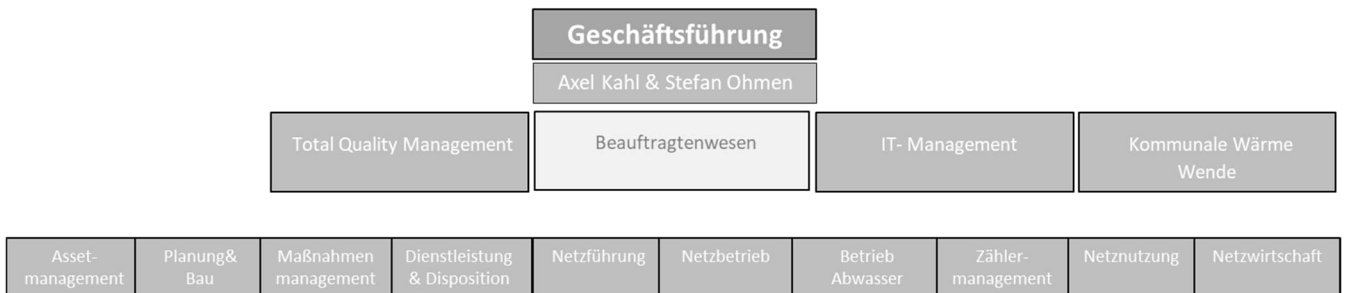 Geschäftsführung
Axel Kahl & Stefan Ohmen
Total Quality Management
Beauftragtenwesen
IT- Management
Kommunale Wärme
Wende
Asset-
management
Planung&
Bau
Maßnahmen
management
Dienstleistung
& Disposition
Netzführung
Netzbetrieb
Betrieb
Abwasser
Zähler-
management
Netznutzung
Netzwirtschaft